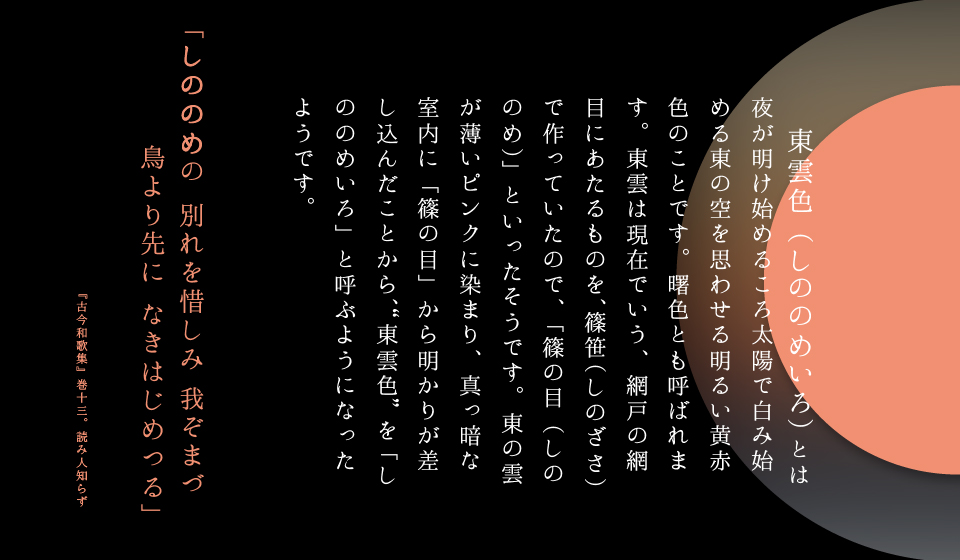 東雲色（しののめいろ）とは
夜が明け始めるころ太陽で白み始
める東の空を思わせる明るい黄赤
色のことです。曙色とも呼ばれま
す。東雲は現在でいう、網戸の網
目にあたるものを、篠笹（しのざさ）
で作っていたので、「篠の目（しの
のめ）」といったそうです。東の雲
が薄いピンクに染まり、真っ暗な
室内に「篠の目」から明かりが差
し込んだことから、“東雲色”を「し
ののめいろ」と呼ぶようになった
ようです。
「しののめの 別れを惜しみ 我ぞまづ
鳥より先に なきはじめつる」
『古今和歌集』巻十三。読み人知らず